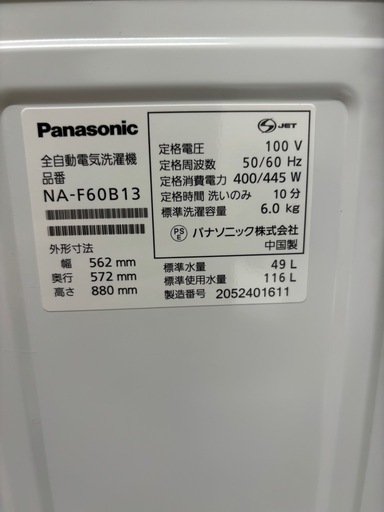 Panasonic
全自動電気洗濯機
品番
NA-F60B13
外形寸法
幅 562 mm
奥行 572 mm
高さ 880 mm
S JET
定格電圧 100 V
定格周波数 50/60 Hz
定格消費電力 400/445 W
定格時間 洗いのみ 10 分
標準洗濯容量 6.0 kg
PS E パナソニック株式会社
中国製
標準水量 49 L
標準使用水量 116 L
製造番号 2052401611